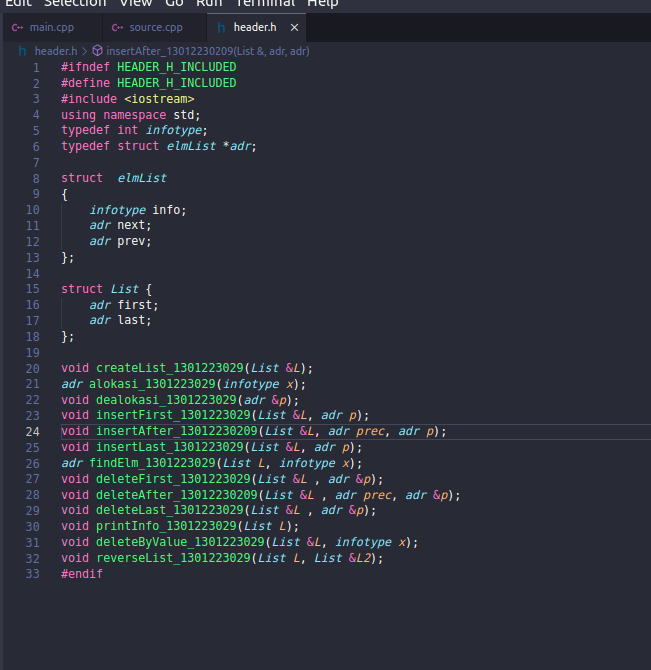 Edit Selection View Go Run Terminal Help
C++ main.cpp C++ source.cpp h header.h ×
h header.h > insertAfter_13012230209(List &, adr, adr)
1 #ifndef HEADER_H_INCLUDED
2 #define HEADER_H_INCLUDED
3 #include <iostream>
4 using namespace std;
5 typedef int infotype;
6 typedef struct elmList *adr;
7
8 struct  elmList
9 {
10     infotype info;
11     adr next;
12     adr prev;
13 };
14
15 struct List {
16     adr first;
17     adr last;
18 };
19
20 void createList_1301223029(List &L);
21 adr alokasi_1301223029(infotype x);
22 void dealokasi_1301223029(adr &p);
23 void insertFirst_1301223029(List &L, adr p);
24 void insertAfter_13012230209(List &L, adr prec, adr p);
25 void insertLast_1301223029(List &L, adr p);
26 adr findElm_1301223029(List L, infotype x);
27 void deleteFirst_1301223029(List &L , adr &p);
28 void deleteAfter_13012230209(List &L , adr prec, adr &p);
29 void deleteLast_1301223029(List &L , adr &p);
30 void printInfo_1301223029(List L);
31 void deleteByValue_1301223029(List &L, infotype x);
32 void reverseList_1301223029(List L, List &L2);
33 #endif